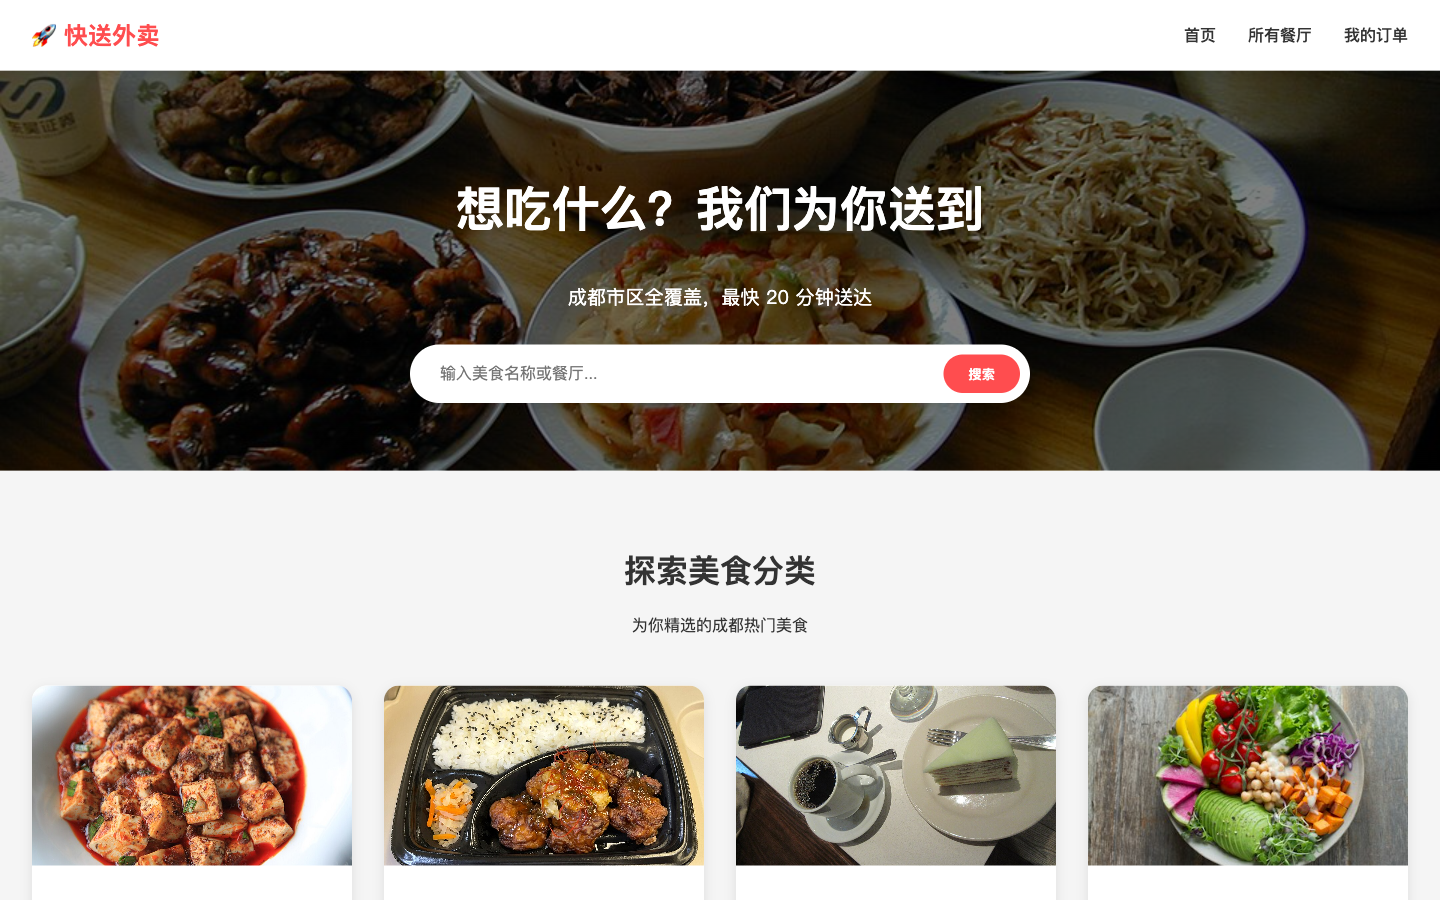 🚀 快送外卖
首页
所有餐厅
我的订单
想吃什么？我们为你送到
成都市区全覆盖，最快 20 分钟送达
输入美食名称或餐厅...
搜索
探索美食分类
为你精选的成都热门美食